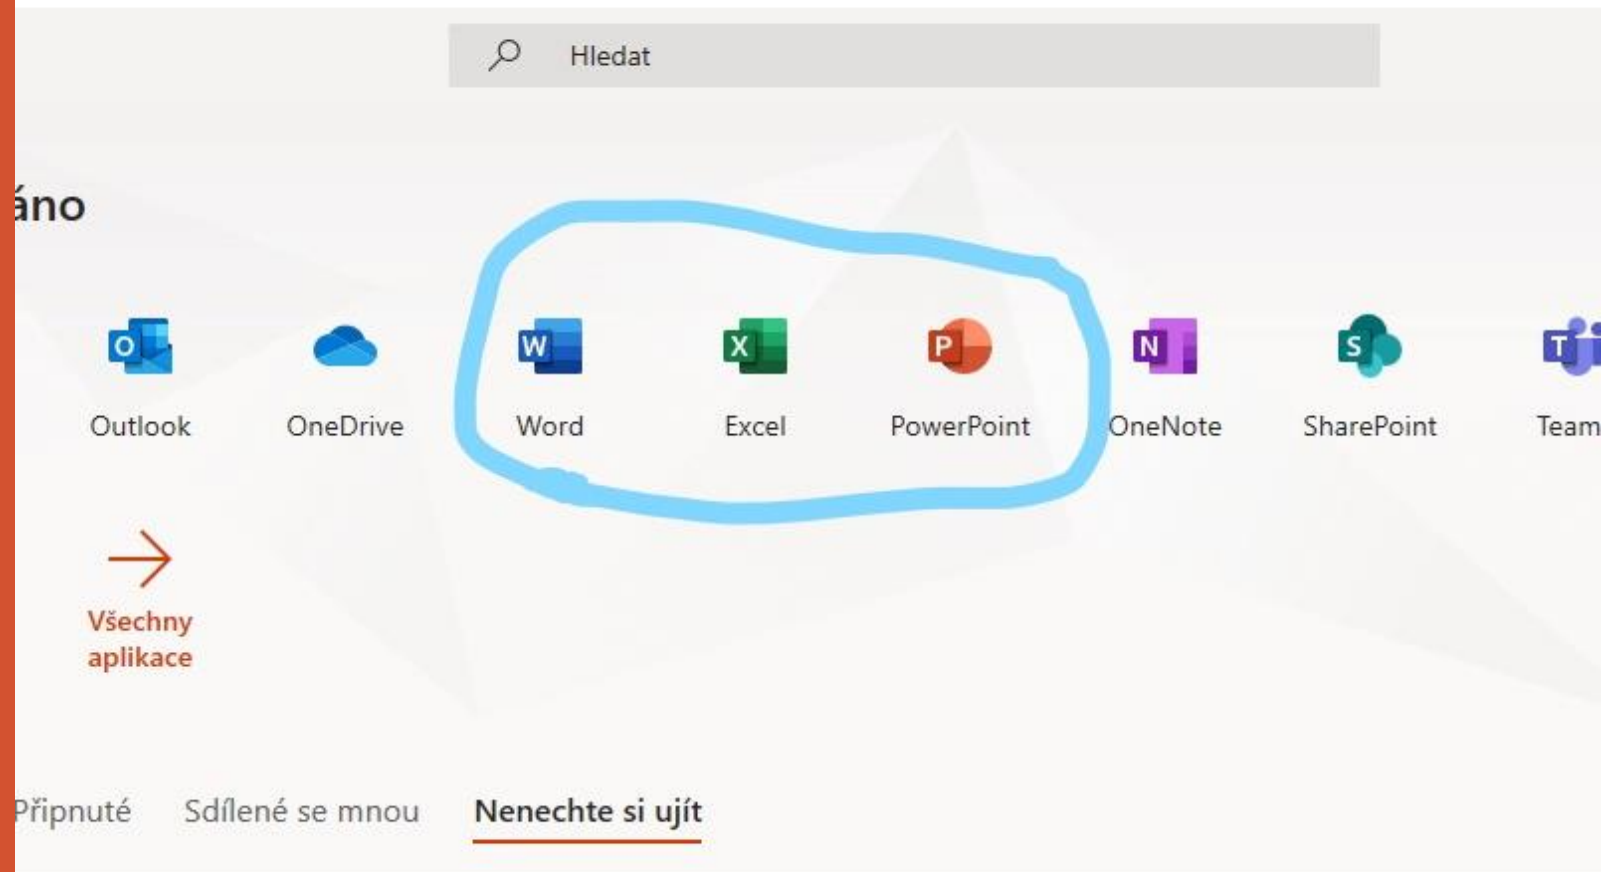 Hledat
áno
Outlook OneDrive Word Excel PowerPoint OneNote SharePoint Team
Všechny
aplikace
Připnuté Sdílené se mnou Nenechte si ujít